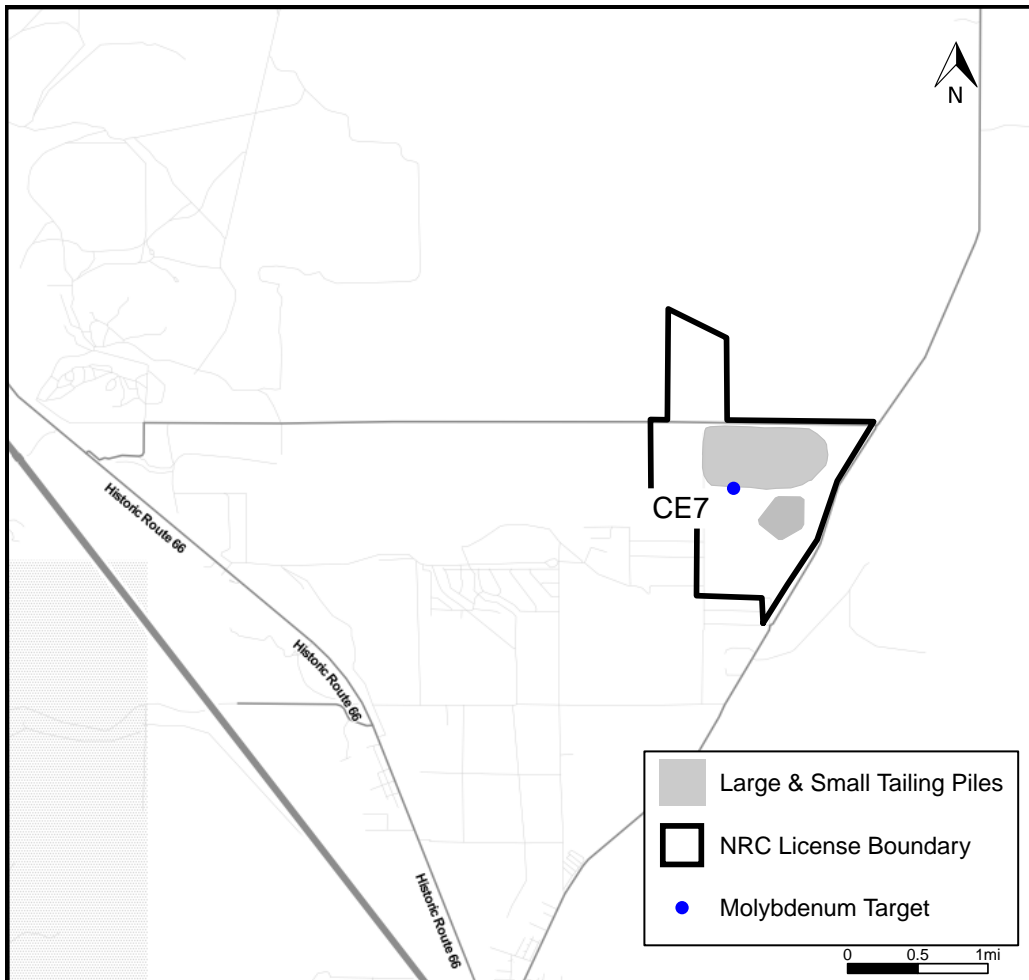 N
CE7
Historic Route 66
Historic Route 66
Historic Route 66
Large & Small Tailing Piles
NRC License Boundary
Molybdenum Target
0 0.5 1mi